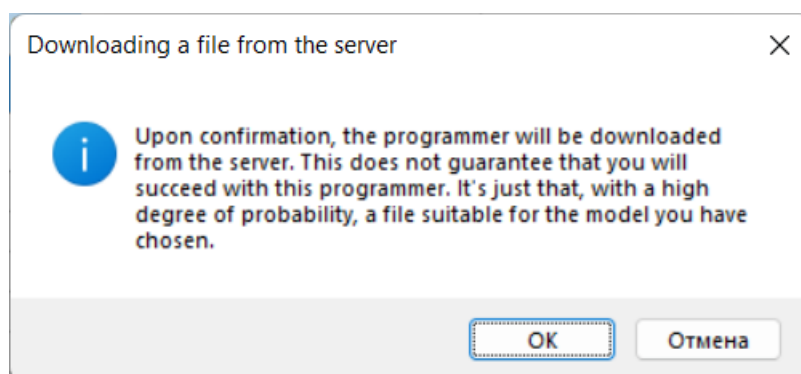 Downloading a file from the server
Upon confirmation, the programmer will be downloaded
from the server. This does not guarantee that you will
succeed with this programmer. It's just that, with a high
degree of probability, a file suitable for the model you have
chosen.
OK
Отмена